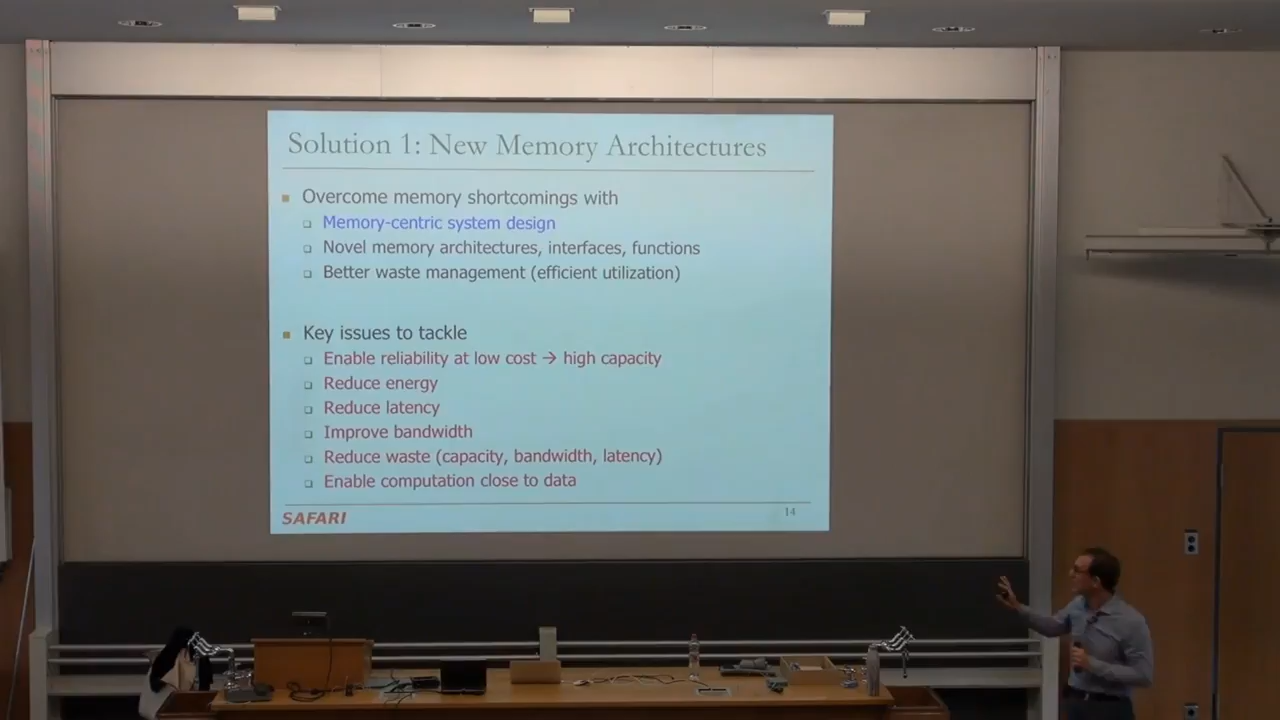 Solution 1: New Memory Architectures
Overcome memory shortcomings with
Memory-centric system design
Novel memory architectures, interfaces, functions
Better waste management (efficient utilization)
Key issues to tackle
Enable reliability at low cost → high capacity
Reduce energy
Reduce latency
Improve bandwidth
Reduce waste (capacity, bandwidth, latency)
Enable computation close to data
SAFARI
14